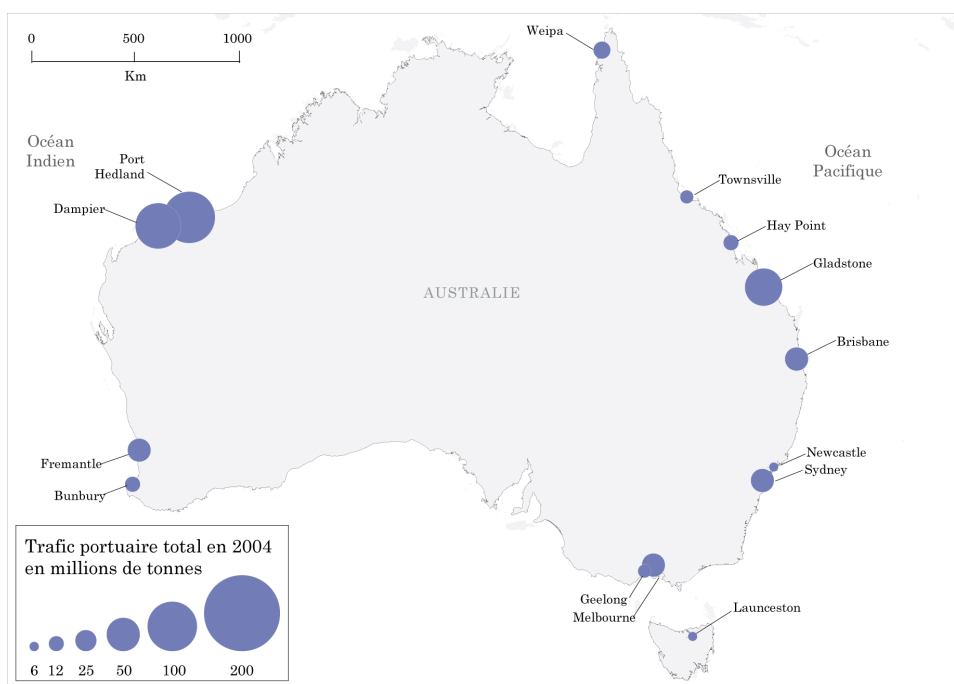 0 500 1000
Km
Weipa
Océan
Indien
Port
Hedland
Dampier
Océan
Pacifique
Townsville
Hay Point
Gladstone
AUSTRALIE
Brisbane
Fremantle
Bunbury
Newcastle
Sydney
Geelong
Melbourne
Launceston
Trafic portuaire total en 2004
en millions de tonnes
6 12 25 50 100 200